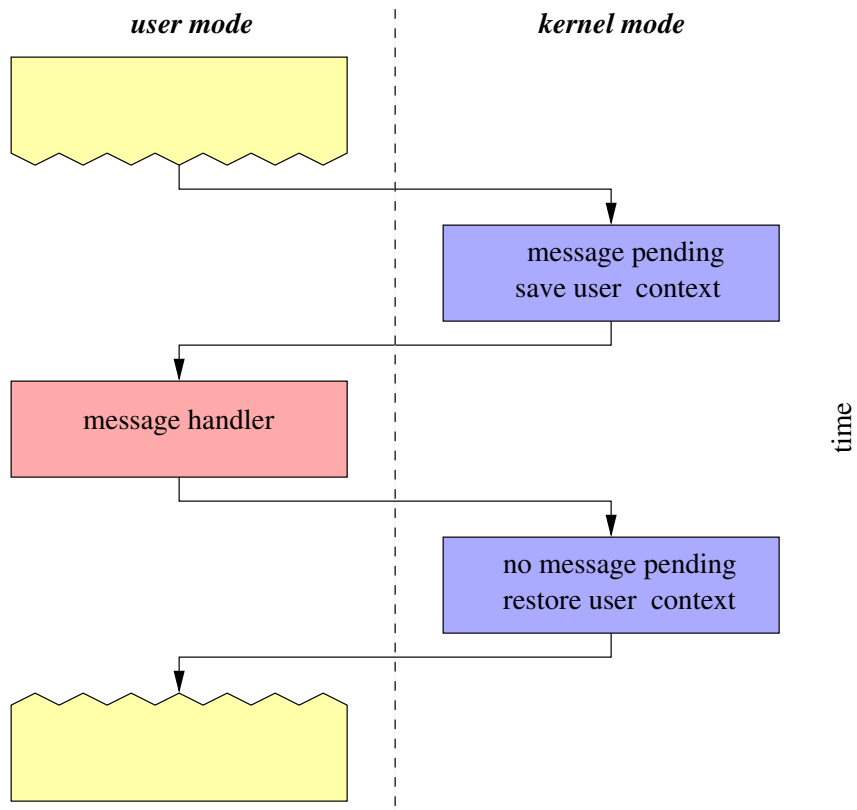 user mode
kernel mode
message pending
save user context
message handler
time
no message pending
restore user context